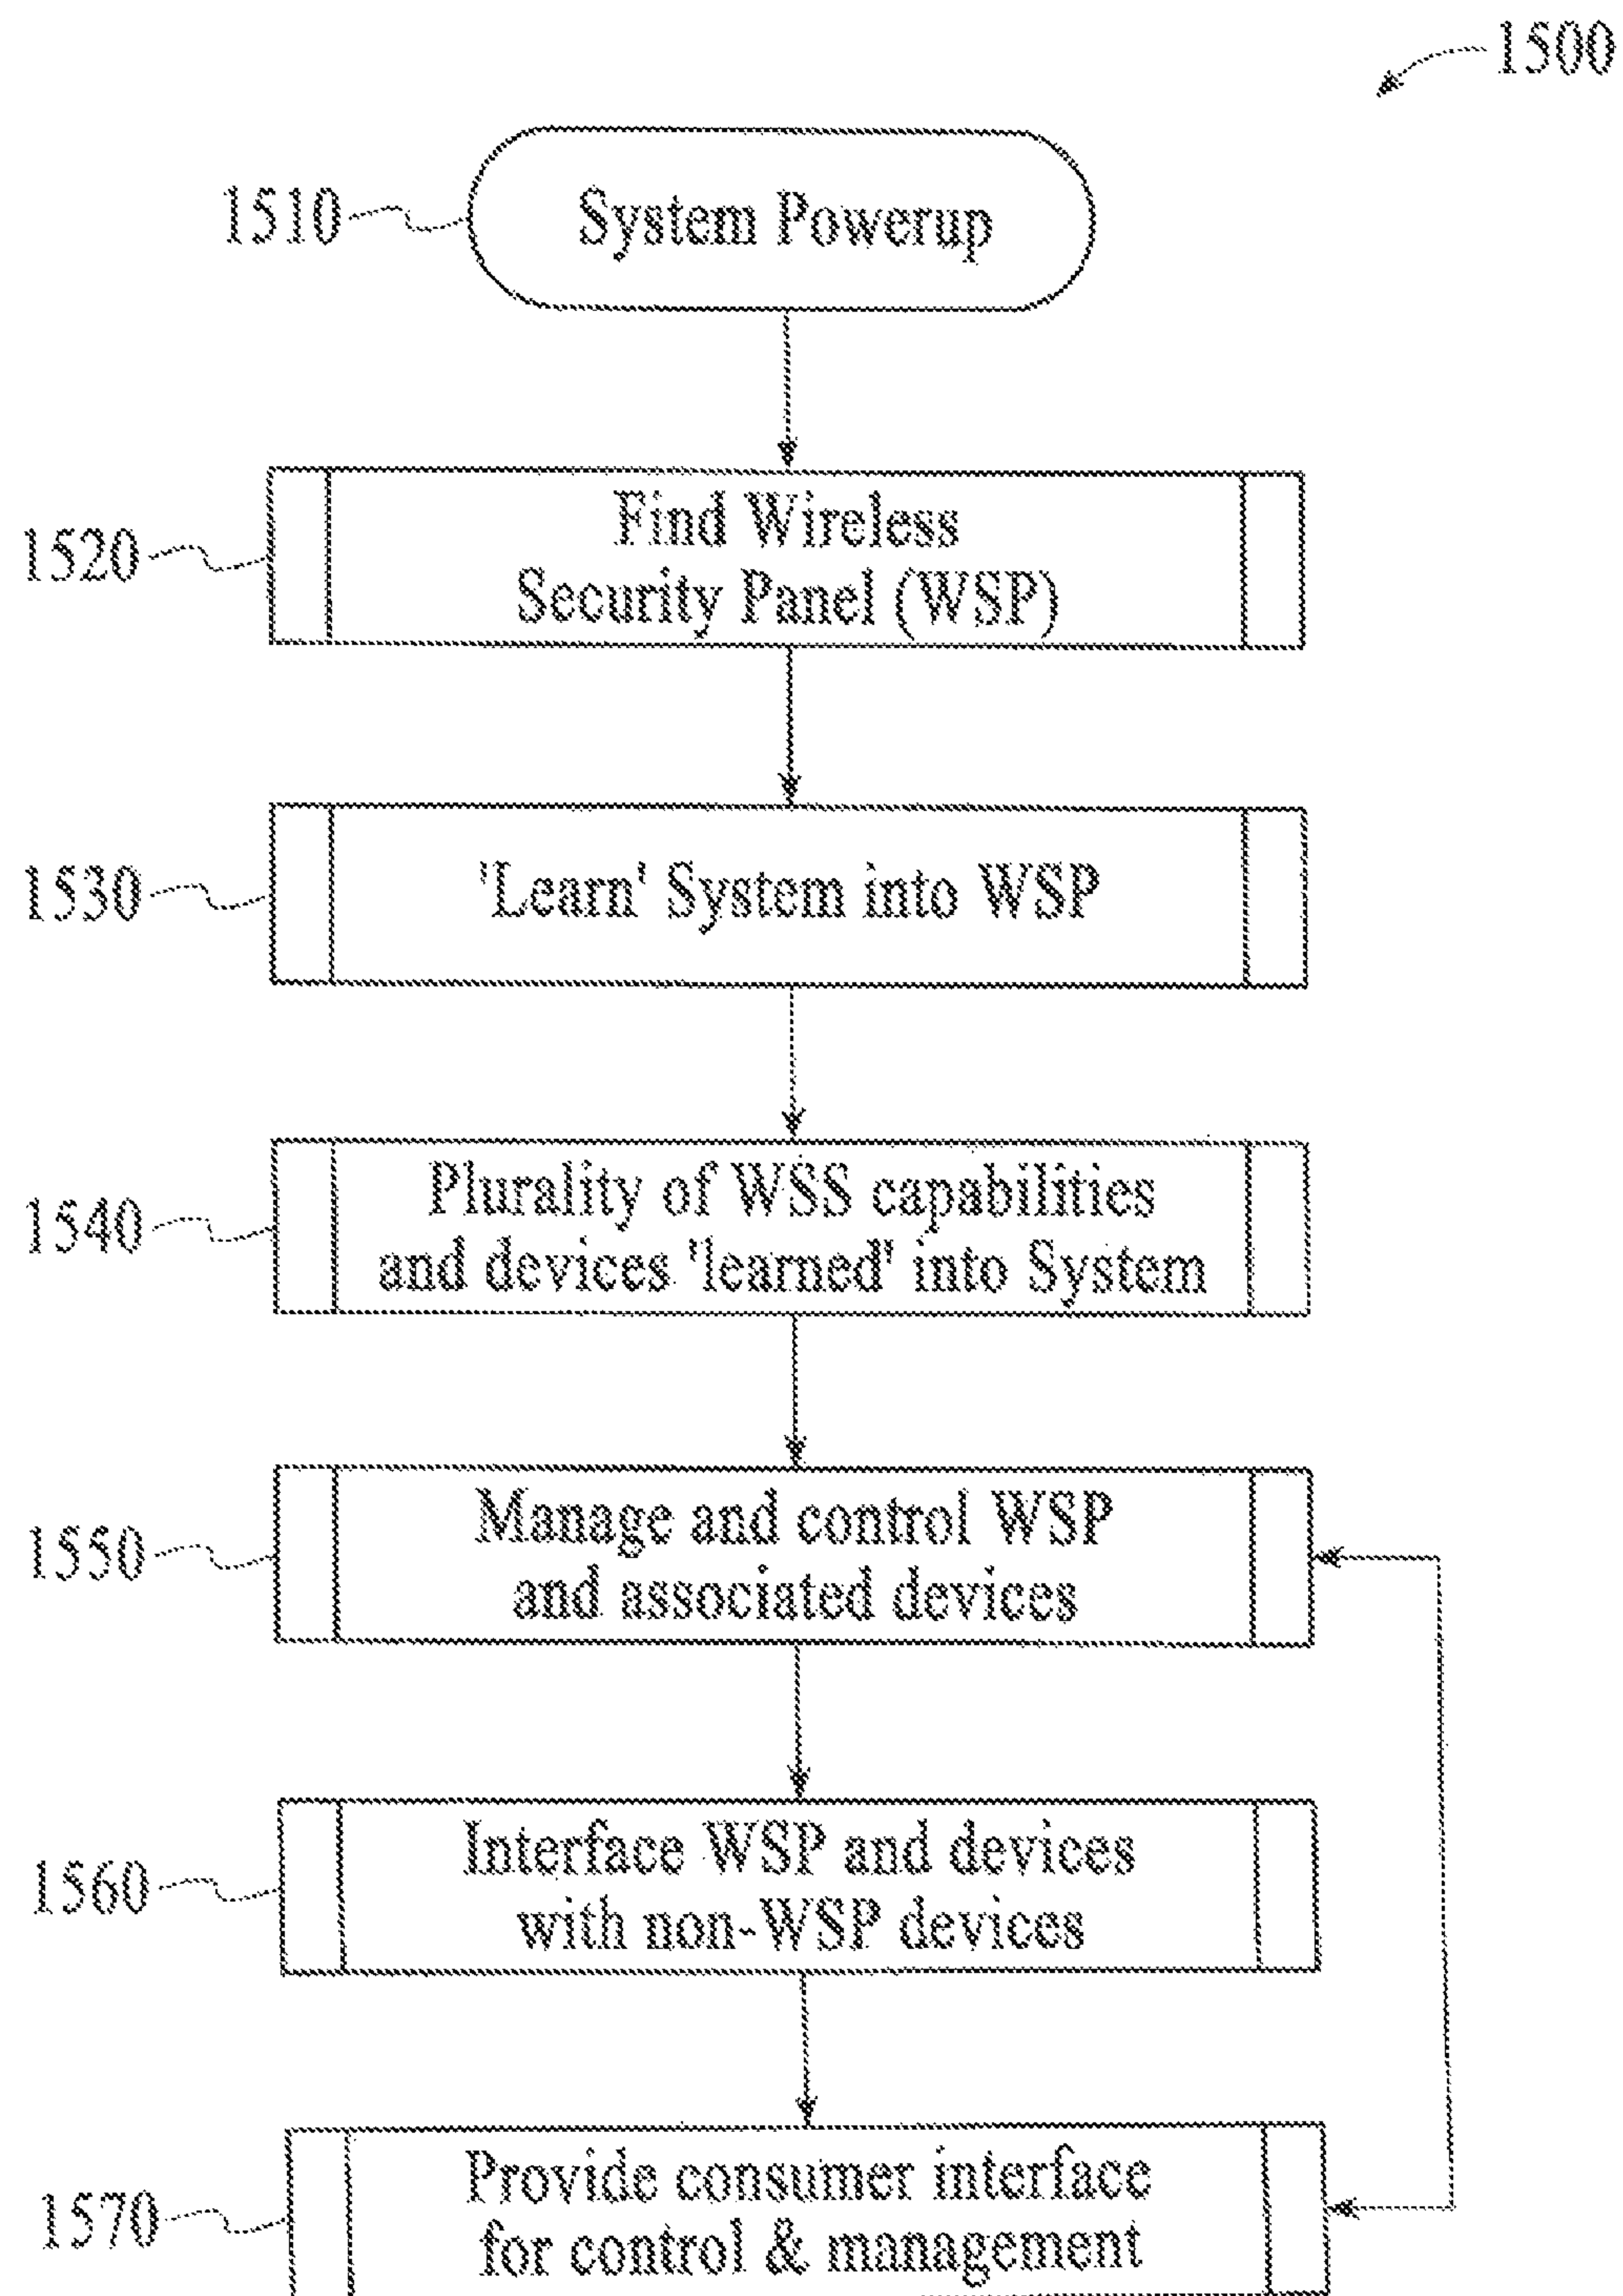 1500
1510
System Powerup
1520
Find Wireless
Security Panel (WSP)
1530
'Learn' System into WSP
1540
Plurality of WSS capabilities
and devices 'learned' into System
1550
Manage and control WSP
and associated devices
1560
Interface WSP and devices
with non-WSP devices
1570
Provide consumer interface
for control & management